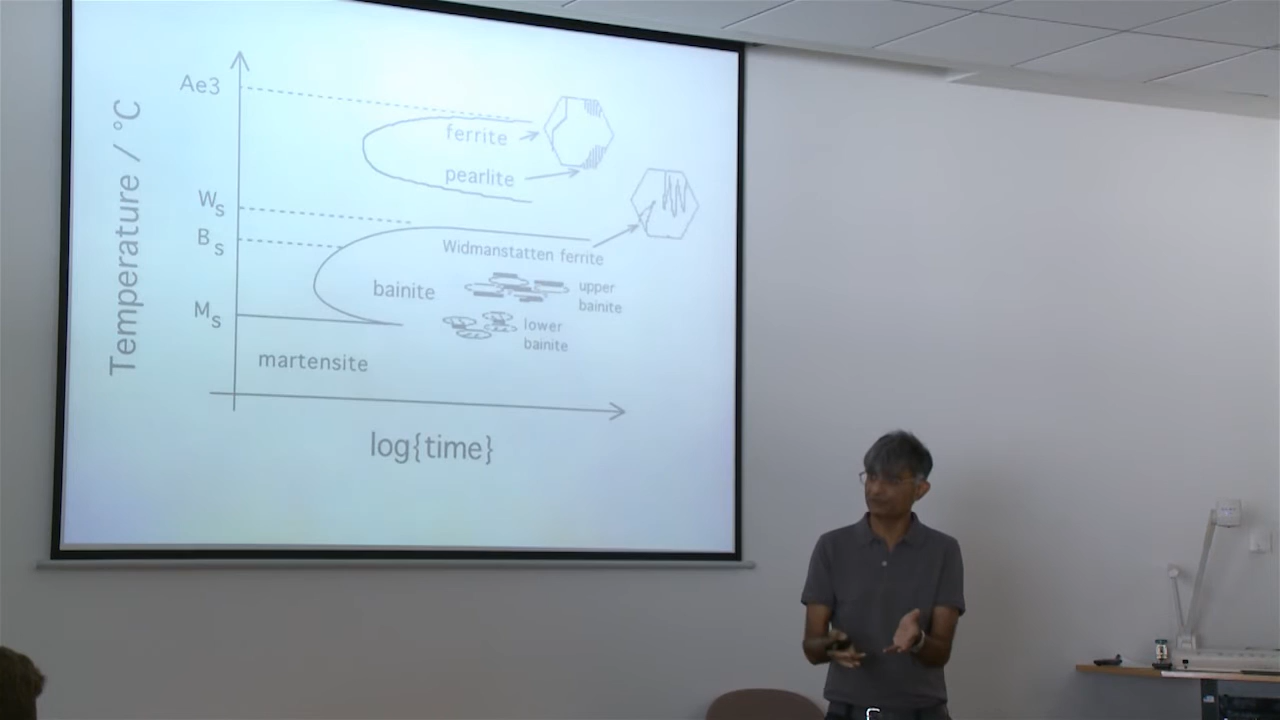 Ae3
ferrite
pearlite
Temperature / °C
Ws
Bs
Widmanstatten ferrite
bainite
upper
bainite
Ms
lower
bainite
martensite
log{time}